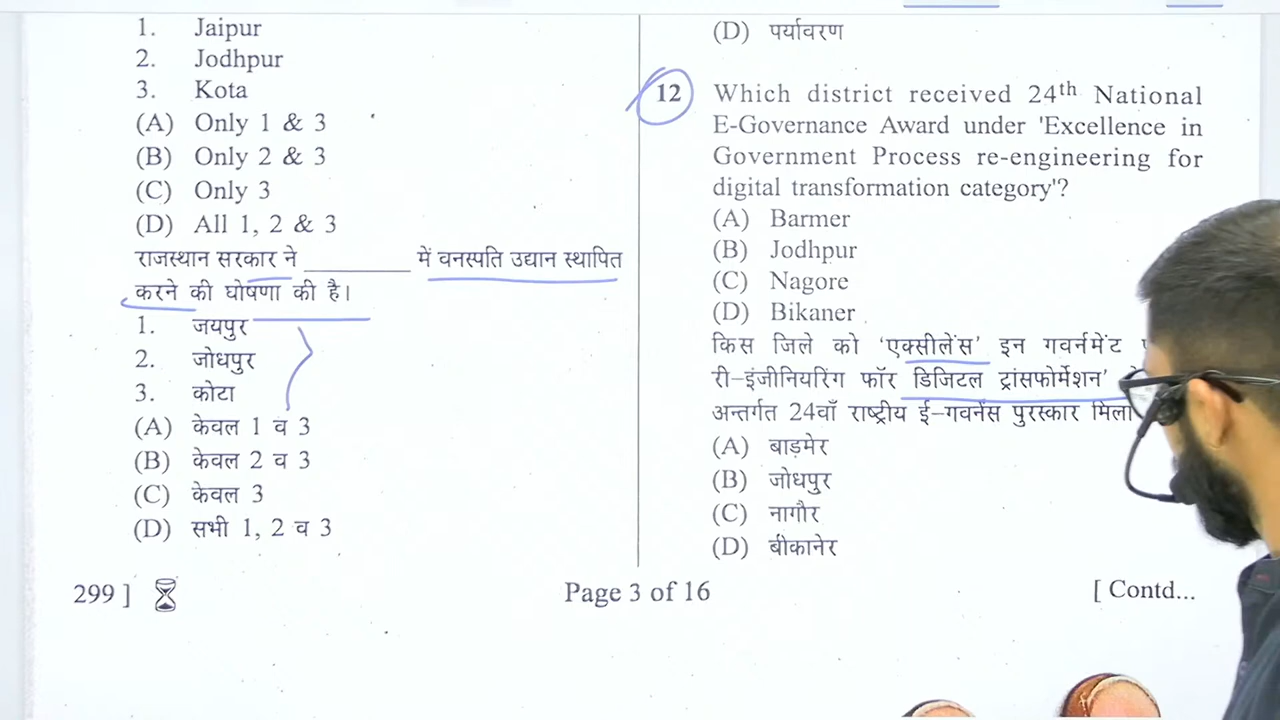 1. Jaipur
2. Jodhpur
3. Kota
(A) Only 1 & 3
(B) Only 2 & 3
(C) Only 3
(D) All 1, 2 & 3
राजस्थान सरकार ने ________ में वनस्पति उद्यान स्थापित
करने की घोषणा की है।
1. जयपुर
2. जोधपुर
3. कोटा
(A) केवल 1 व 3
(B) केवल 2 व 3
(C) केवल 3
(D) सभी 1, 2 व 3
(D) पर्यावरण
12 Which district received 24th National
E-Governance Award under 'Excellence in
Government Process re-engineering for
digital transformation category'?
(A) Barmer
(B) Jodhpur
(C) Nagore
(D) Bikaner
किस जिले को 'एक्सीलेंस' इन गवर्नमेंट
री-इंजीनियरिंग फॉर डिजिटल ट्रांसफोर्मेशन'
अन्तर्गत 24वाँ राष्ट्रीय ई-गवर्नेंस पुरस्कार मिला
(A) बाड़मेर
(B) जोधपुर
(C) नागौर
(D) बीकानेर
299 ] Page 3 of 16 [ Contd...